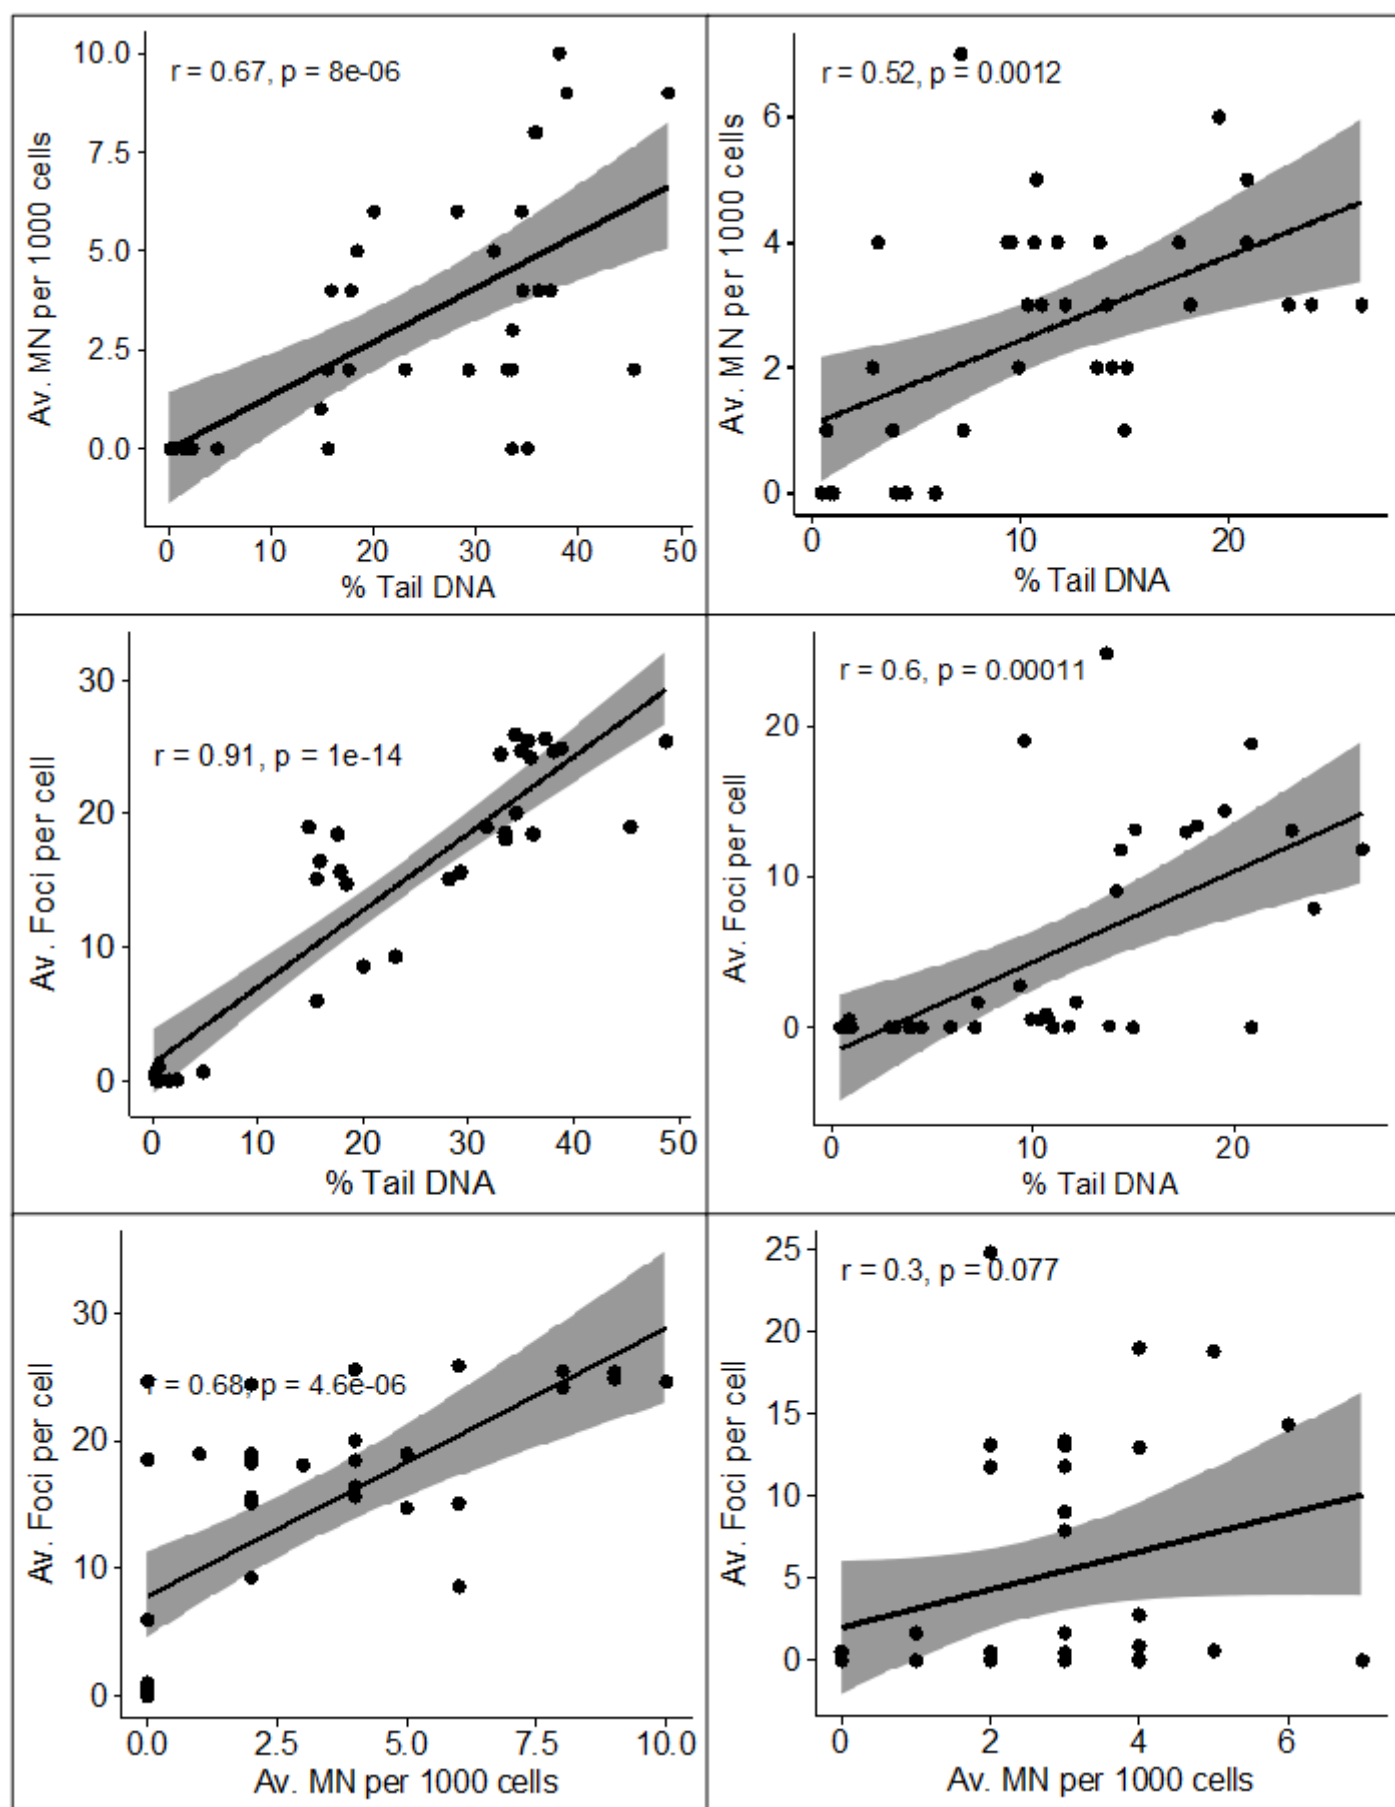 r = 0.67, p = 8e-06
Av. MN per 1000 cells
10.0
7.5
5.0
2.5
0.0
0 10 20 30 40 50
% Tail DNA
r = 0.52, p = 0.0012
Av. MN per 1000 cells
6
4
2
0
0 10 20
% Tail DNA
r = 0.91, p = 1e-14
Av. Foci per cell
30
20
10
0
0 10 20 30 40 50
% Tail DNA
r = 0.6, p = 0.00011
Av. Foci per cell
20
10
0
0 10 20
% Tail DNA
r = 0.68, p = 4.6e-06
Av. Foci per cell
30
20
10
0
0.0 2.5 5.0 7.5 10.0
Av. MN per 1000 cells
r = 0.3, p = 0.077
Av. Foci per cell
25
20
15
10
5
0
0 2 4 6
Av. MN per 1000 cells